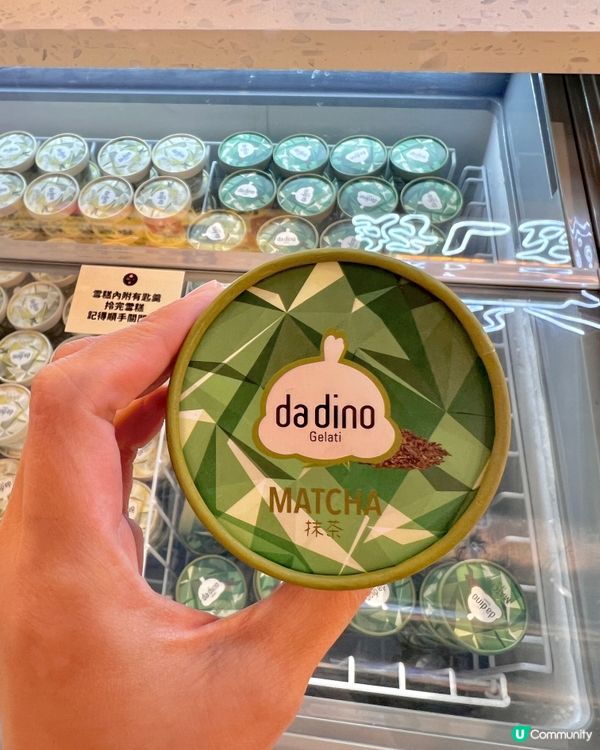 雪糕內附有匙羹
拎完雪糕
記得順手關門
da dino
Gelati
MATCHA
抹茶
U Community